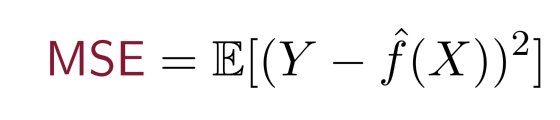 MSE = 𝔼[(Y − f̂(X))²]